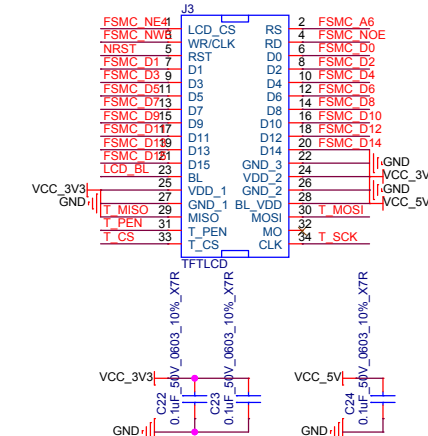 J3
FSMC_NE4 1 LCD_CS RS 2 FSMC_A6
FSMC_NWE 3 WR/CLK RD 4 FSMC_NOE
NRST 5 RST D0 6 FSMC_D0
FSMC_D1 7 D1 D2 8 FSMC_D2
FSMC_D3 9 D3 D4 10 FSMC_D4
FSMC_D5 11 D5 D6 12 FSMC_D6
FSMC_D7 13 D7 D8 14 FSMC_D8
FSMC_D9 15 D9 D10 16 FSMC_D10
FSMC_D11 17 D11 D12 18 FSMC_D12
FSMC_D13 19 D13 D14 20 FSMC_D14
FSMC_D15 21 D15 GND_3 22 GND
LCD_BL 23 BL VDD_2 24 VCC_3V
VCC_3V3 25 VDD_1 GND_2 26 GND
GND 27 GND_1 BL_VDD 28 VCC_5V
T_MISO 29 MISO MOSI 30 T_MOSI
T_PEN 31 T_PEN MO 32
T_CS 33 T_CS CLK 34 T_SCK
TFTLCD
VCC_3V3
C22
0.1uF_50V_0603_10%_X7R
C23
0.1uF_50V_0603_10%_X7R
GND
VCC_5V
C24
0.1uF_50V_0603_10%_X7R
GND